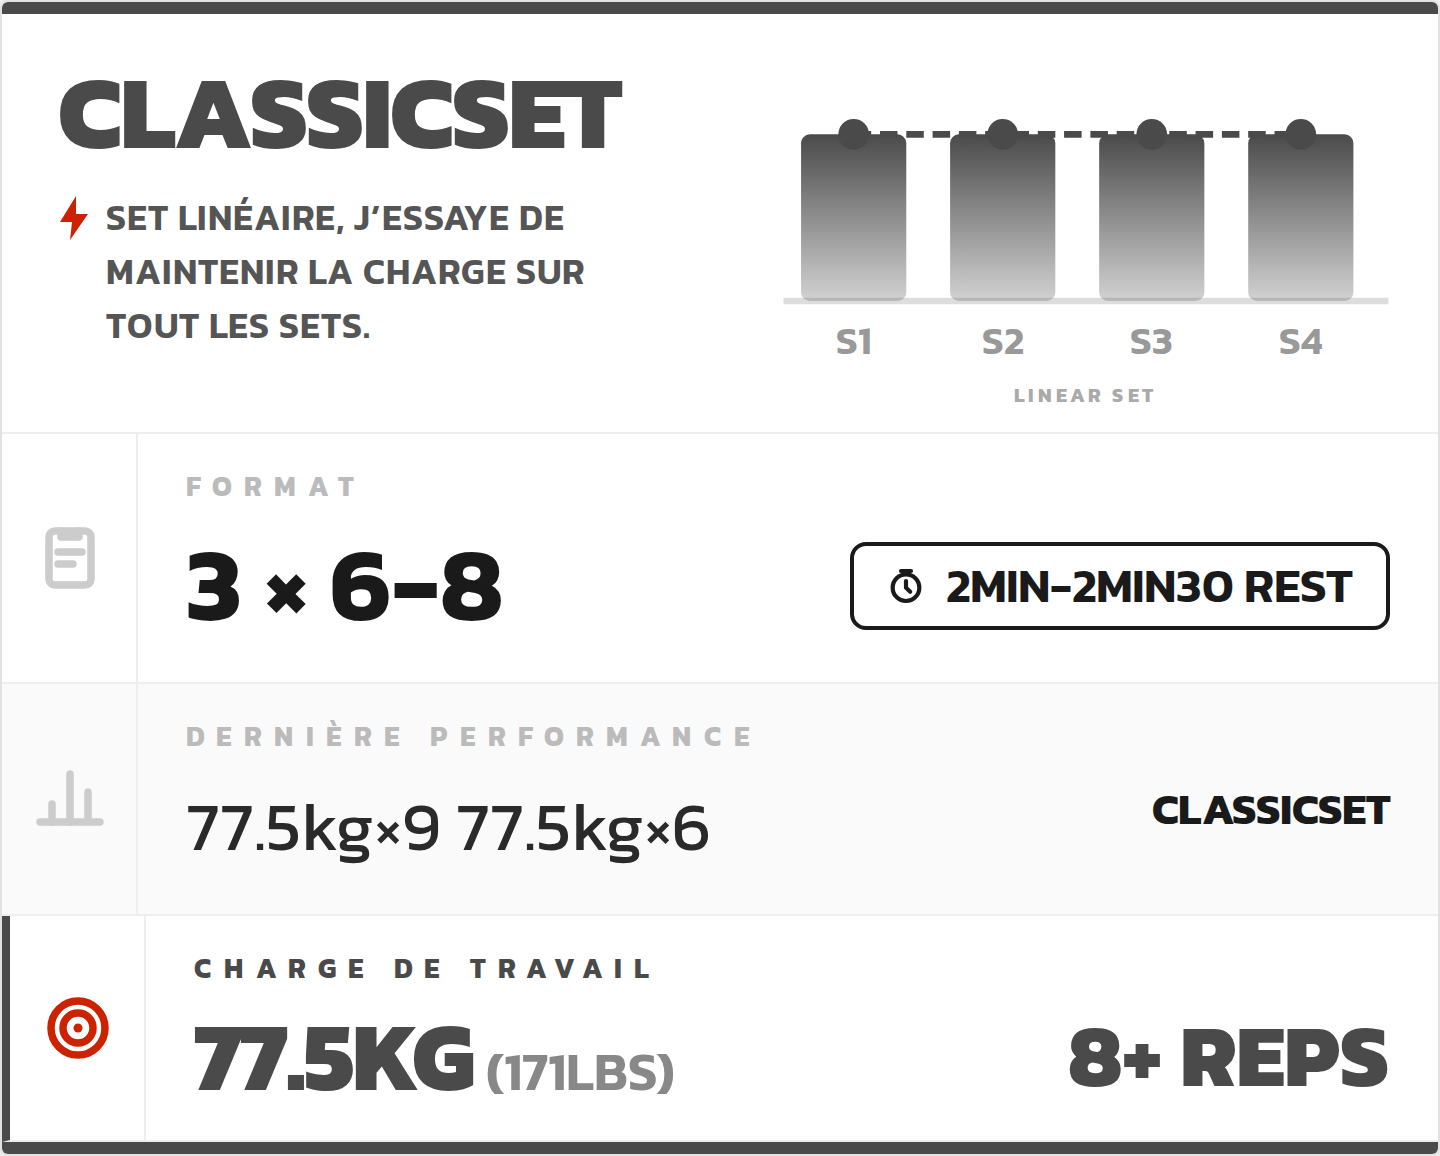 CLASSICSET
SET LINÉAIRE, J’ESSAYE DE
MAINTENIR LA CHARGE SUR
TOUT LES SETS.
S1 S2 S3 S4
LINEAR SET
FORMAT
3 × 6–8
2MIN–2MIN30 REST
DERNIÈRE PERFORMANCE
77.5kg×9 77.5kg×6
CLASSICSET
CHARGE DE TRAVAIL
77.5KG (171LBS)
8+ REPS